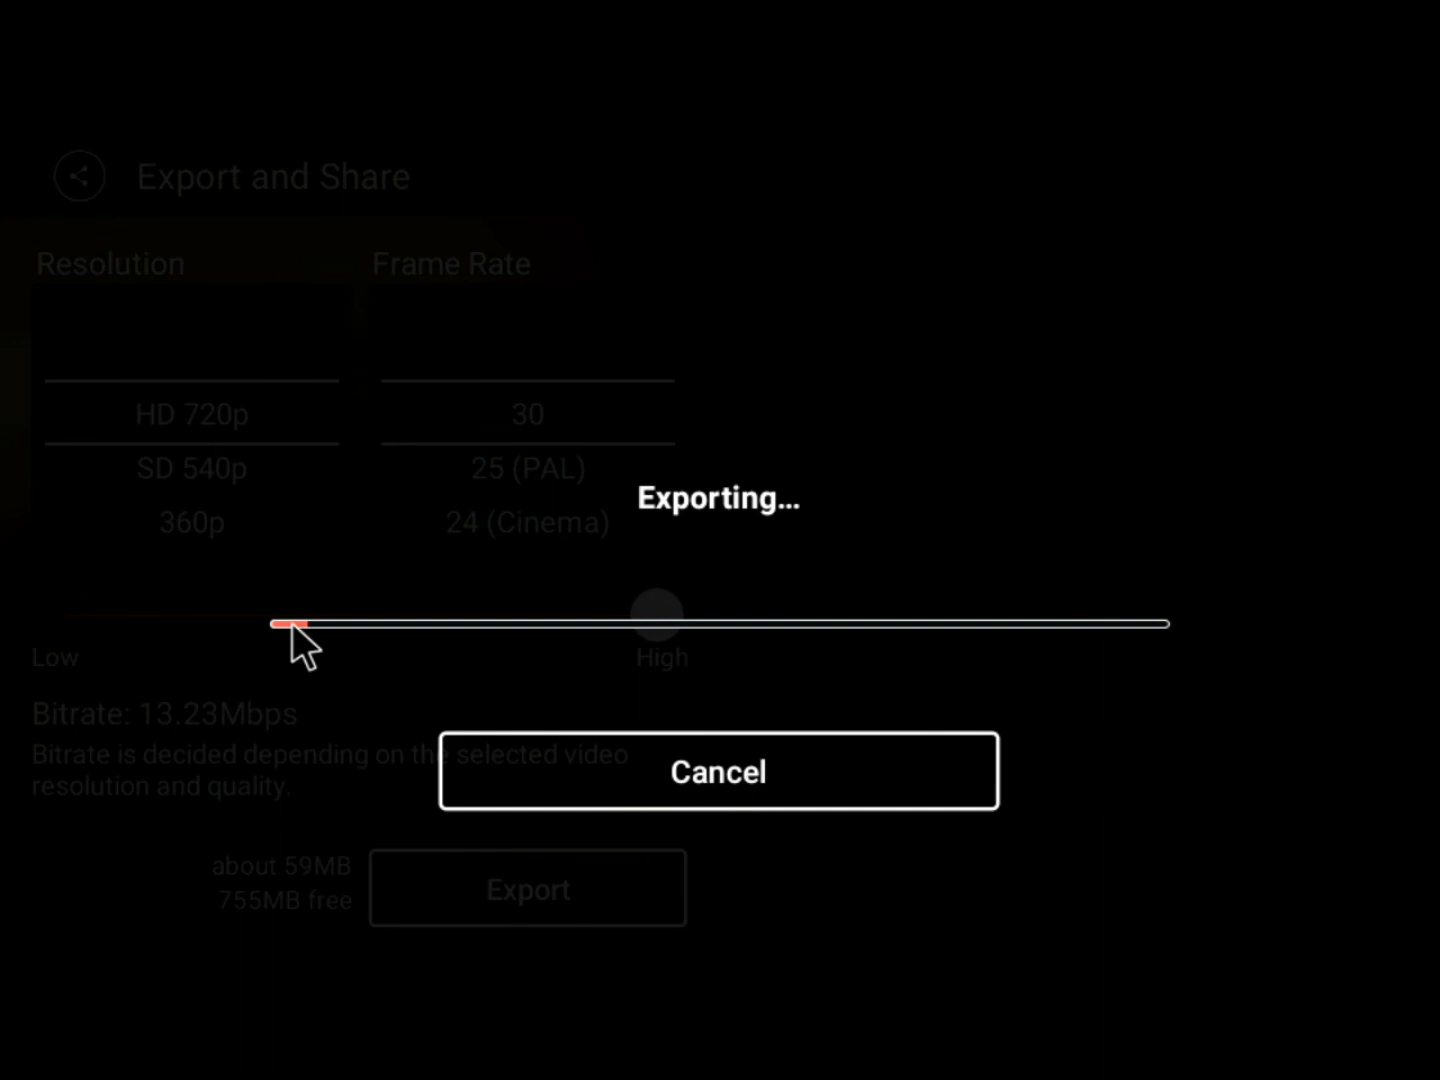 Export and Share
Resolution
Frame Rate
HD 720p
30
SD 540p
25 (PAL)
360p
24 (Cinema)
Exporting...
Low
High
Bitrate: 13.23Mbps
Bitrate is decided depending on the selected video
resolution and quality.
Cancel
about 59MB
755MB free
Export